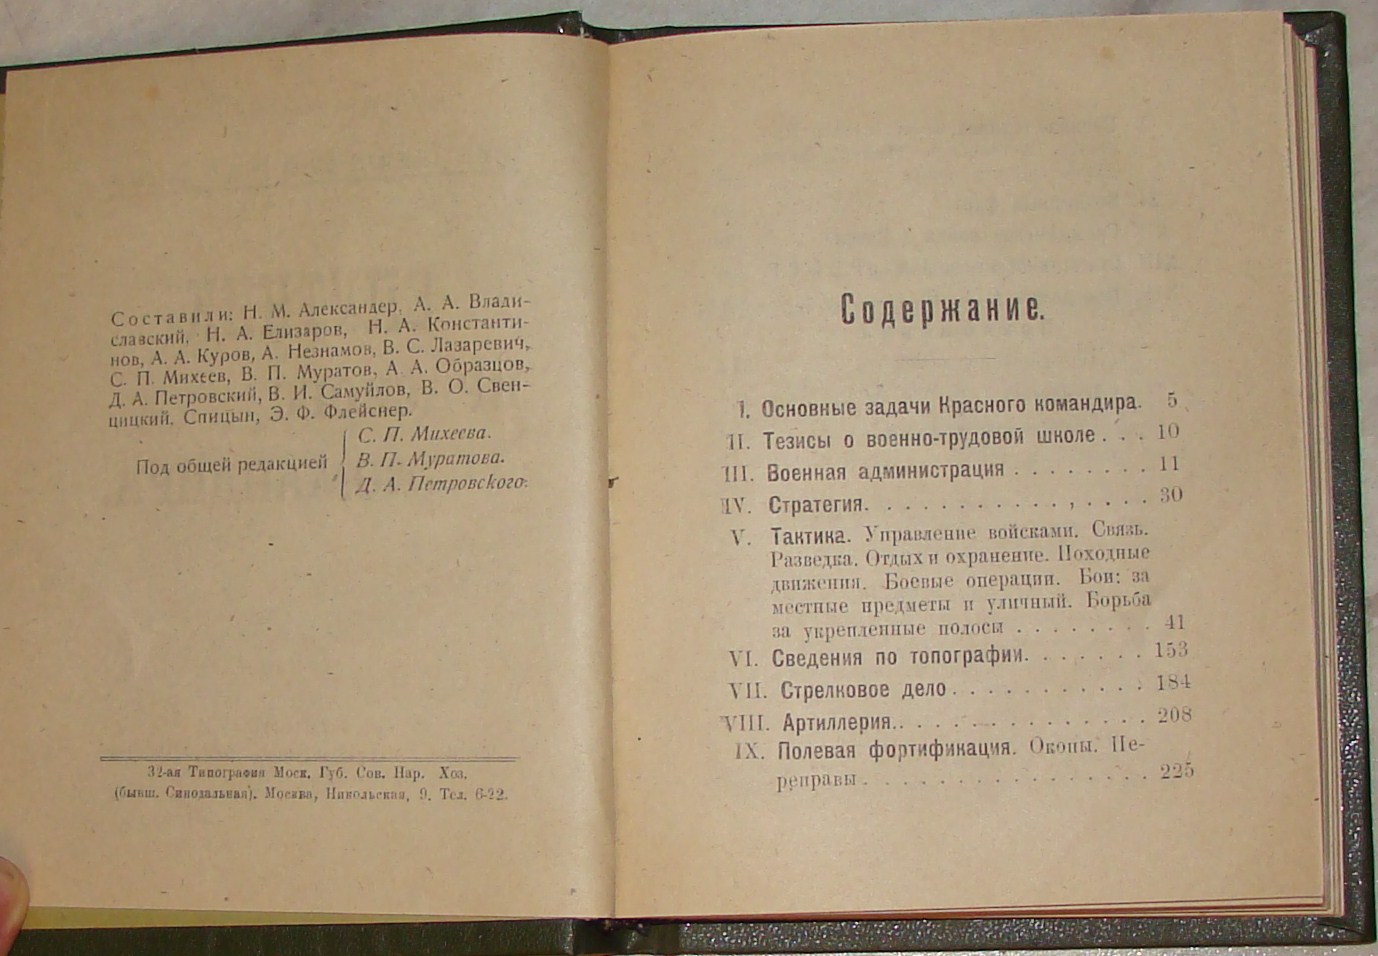 Составили: Н. М. Александер, А. А. Влади-
славский, Н. А. Елизаров, Н. А. Константи-
нов, А. А. Куров, А. Незнамов, В. С. Лазаревич,
С. П. Михеев, В. П. Муратов, А. А. Образцов,
Д. А. Петровский, В. И. Самуйлов, В. О. Свен-
цицкий, Спицын, Э. Ф. Флейснер.
Под общей редакцией
С. П. Михеева.
В. П. Муратова.
Д. А. Петровского.
32-ая Типография Моск. Губ. Сов. Нар. Хоз.
(бывш. Синодальная). Москва, Никольская, 9. Тел. 6-22.
Содержание.
I. Основные задачи Красного командира. 5
II. Тезисы о военно-трудовой школе . . . 10
III. Военная администрация . . . . . . . . 11
IV. Стратегия. . . . . . . . . . . . . . . 30
V. Тактика. Управление войсками. Связь.
Разведка. Отдых и охранение. Походные
движения. Боевые операции. Бои: за
местные предметы и уличный. Борьба
за укрепленные полосы . . . . . . . . 41
VI. Сведения по топографии. . . . . . . 153
VII. Стрелковое дело . . . . . . . . . . . 184
VIII. Артиллерия. . . . . . . . . . . . . . . 208
IX. Полевая фортификация. Окопы. Пе-
реправы . . . . . . . . . . . . . . . . . 225